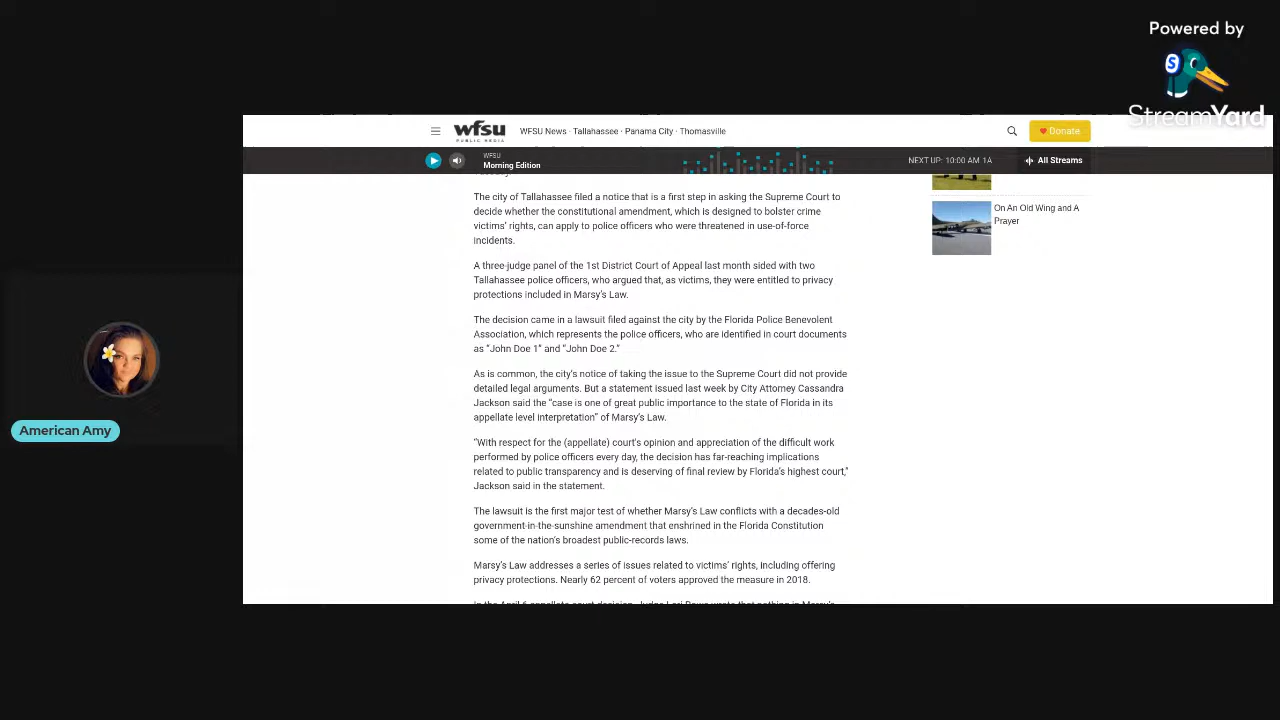 Powered by
S
StreamYard
wfsu
PUBLIC MEDIA
WFSU News · Tallahassee · Panama City · Thomasville
Donate
WFSU
Morning Edition
NEXT UP: 10:00 AM 1A
All Streams
The city of Tallahassee filed a notice that is a first step in asking the Supreme Court to
decide whether the constitutional amendment, which is designed to bolster crime
victims’ rights, can apply to police officers who were threatened in use-of-force
incidents.
On An Old Wing and A
Prayer
A three-judge panel of the 1st District Court of Appeal last month sided with two
Tallahassee police officers, who argued that, as victims, they were entitled to privacy
protections included in Marsy’s Law.
The decision came in a lawsuit filed against the city by the Florida Police Benevolent
Association, which represents the police officers, who are identified in court documents
as “John Doe 1” and “John Doe 2.”
As is common, the city’s notice of taking the issue to the Supreme Court did not provide
detailed legal arguments. But a statement issued last week by City Attorney Cassandra
Jackson said the “case is one of great public importance to the state of Florida in its
appellate level interpretation” of Marsy’s Law.
“With respect for the (appellate) court’s opinion and appreciation of the difficult work
performed by police officers every day, the decision has far-reaching implications
related to public transparency and is deserving of final review by Florida’s highest court,”
Jackson said in the statement.
The lawsuit is the first major test of whether Marsy’s Law conflicts with a decades-old
government-in-the-sunshine amendment that enshrined in the Florida Constitution
some of the nation’s broadest public-records laws.
Marsy’s Law addresses a series of issues related to victims’ rights, including offering
privacy protections. Nearly 62 percent of voters approved the measure in 2018.
American Amy